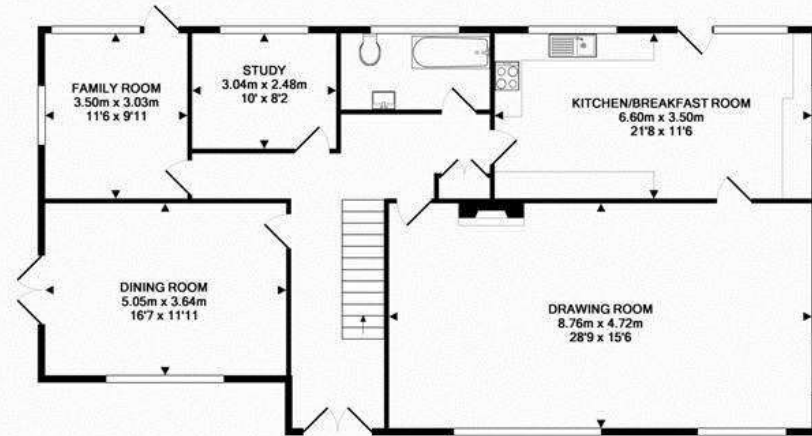 FAMILY ROOM
3.50m x 3.03m
11'6 x 9'11
STUDY
3.04m x 2.48m
10' x 8'2
KITCHEN/BREAKFAST ROOM
6.60m x 3.50m
21'8 x 11'6
DINING ROOM
5.05m x 3.64m
16'7 x 11'11
DRAWING ROOM
8.76m x 4.72m
28'9 x 15'6